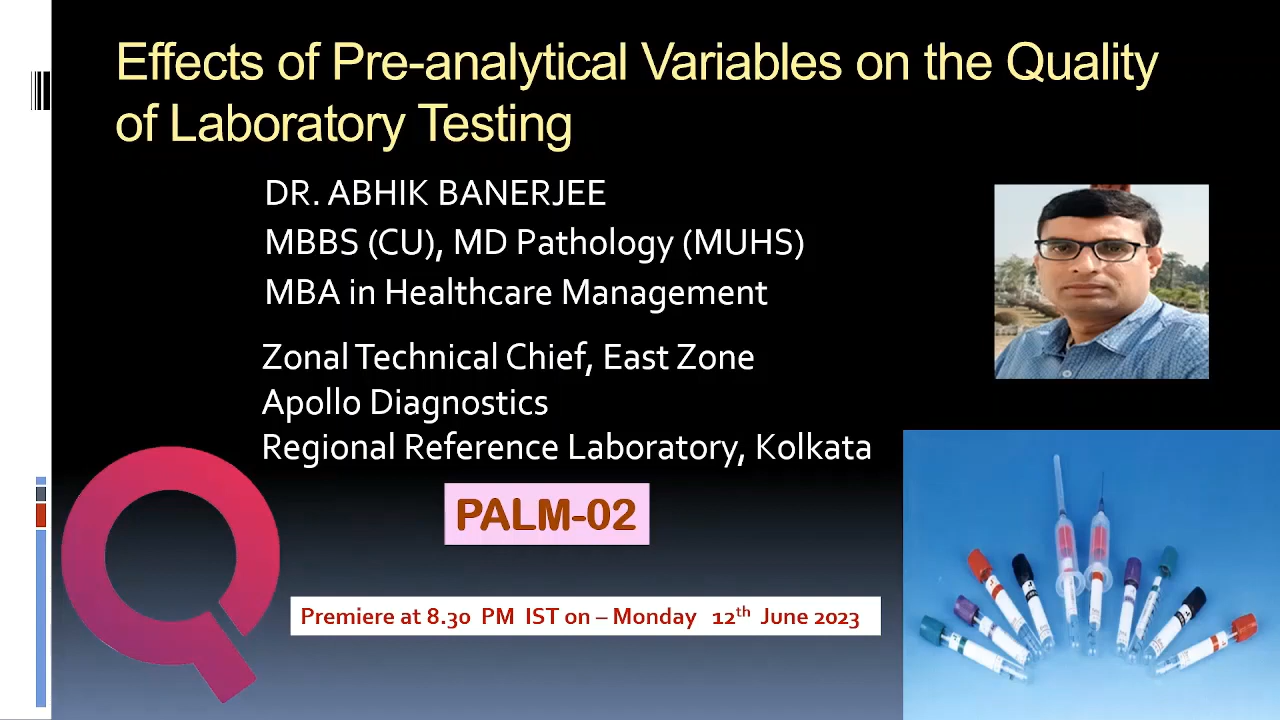 Effects of Pre-analytical Variables on the Quality
of Laboratory Testing
DR. ABHIK BANERJEE
MBBS (CU), MD Pathology (MUHS)
MBA in Healthcare Management
Zonal Technical Chief, East Zone
Apollo Diagnostics
Regional Reference Laboratory, Kolkata
PALM-02
Premiere at 8.30 PM IST on – Monday 12th June 2023